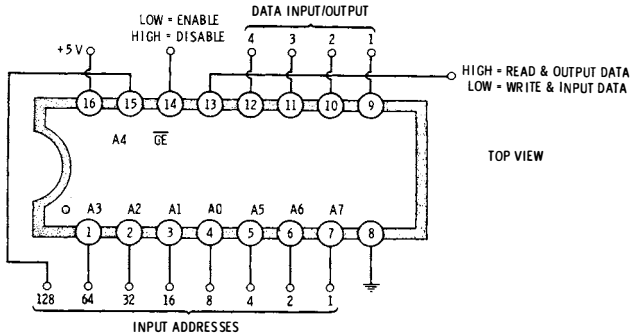 DATA INPUT/OUTPUT
LOW = ENABLE
HIGH = DISABLE
4 3 2 1
+5V
HIGH = READ & OUTPUT DATA
LOW = WRITE & INPUT DATA
16 15 14 13 12 11 10 9
A4 GE
TOP VIEW
A3 A2 A1 A0 A5 A6 A7
1 2 3 4 5 6 7 8
128 64 32 16 8 4 2 1
INPUT ADDRESSES